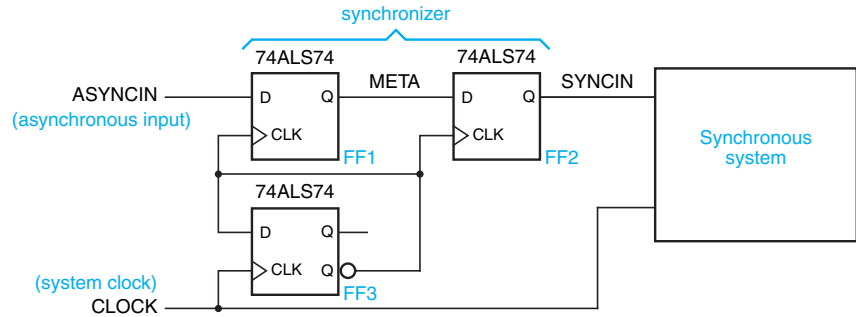 synchronizer
74ALS74
74ALS74
ASYNCIN
(asynchronous input)
D Q
CLK
FF1
META
D Q
CLK
FF2
SYNCIN
Synchronous
system
74ALS74
D Q
CLK Q
FF3
(system clock)
CLOCK